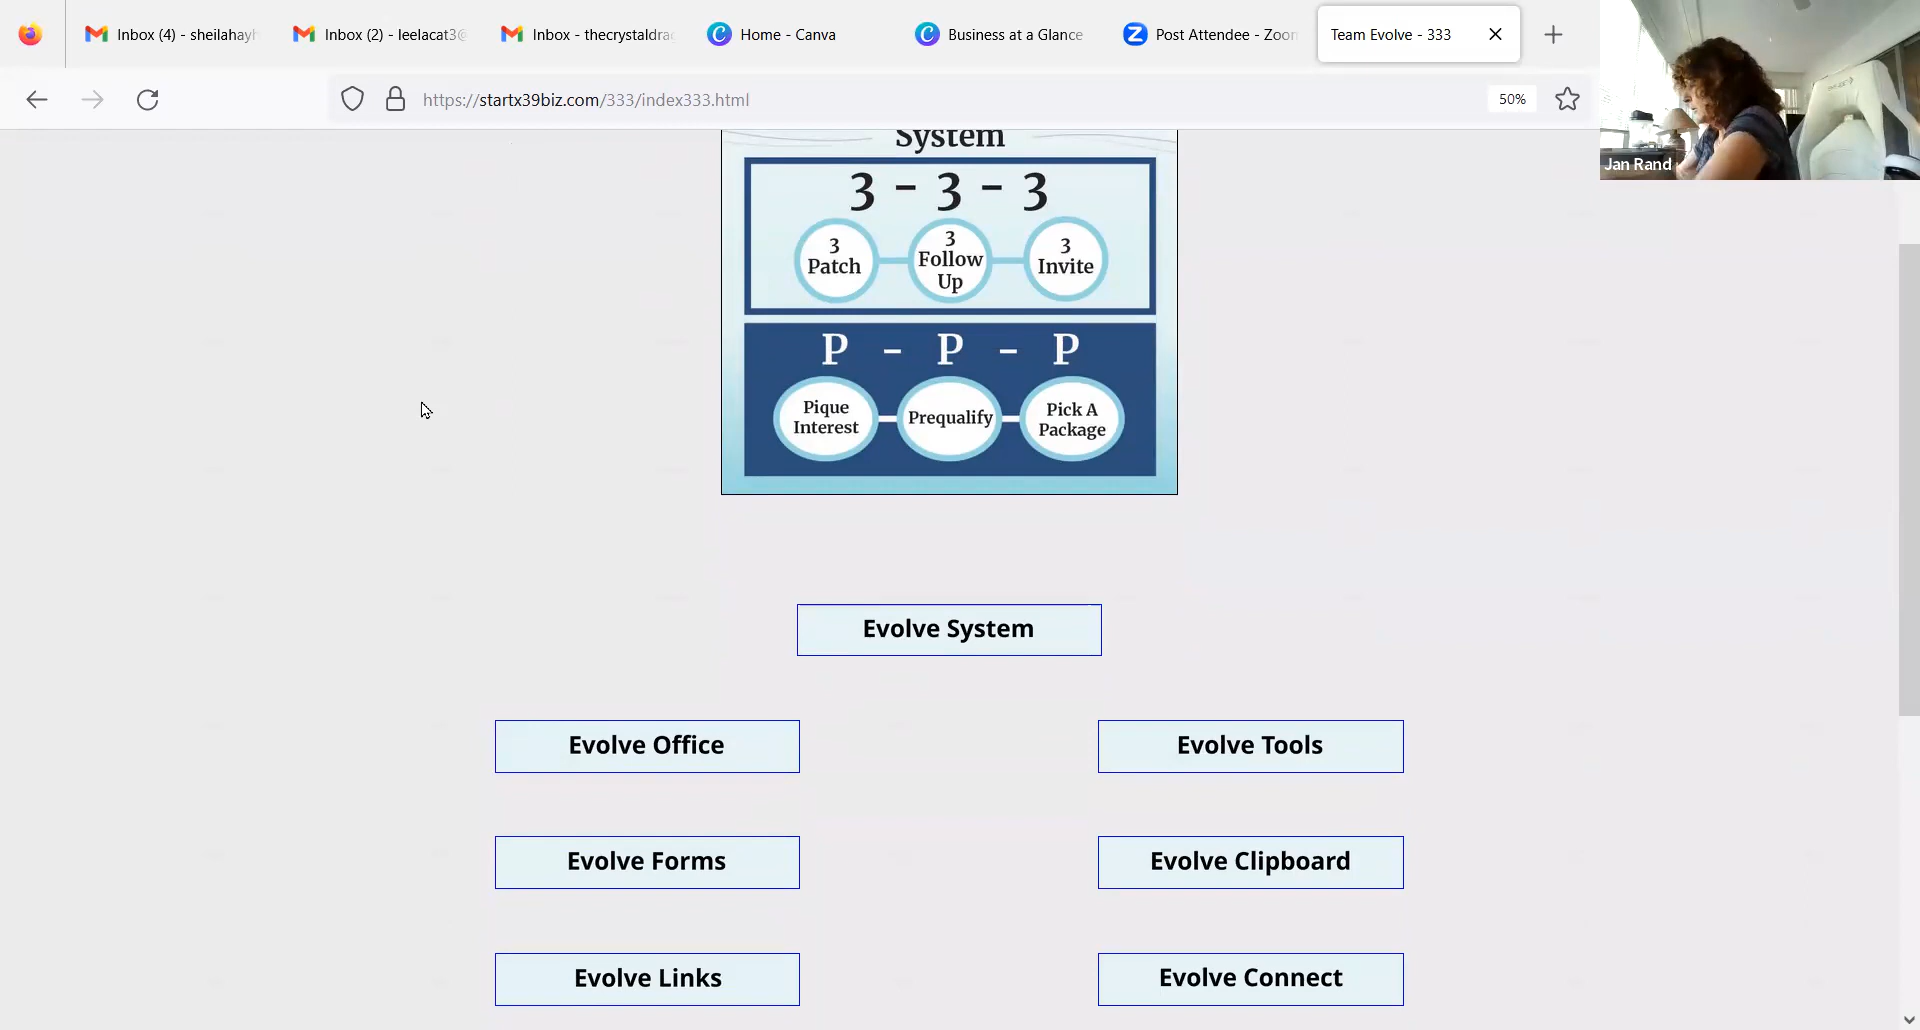 Inbox (4) - sheilahayh
Inbox (2) - leelacat3@
Inbox - thecrystaldra
Home - Canva
Business at a Glance
Post Attendee - Zoom
Team Evolve - 333
https://startx39biz.com/333/index333.html
50%
Jan Rand
System
3 - 3 - 3
3
Patch
3
Follow
Up
3
Invite
P - P - P
Pique
Interest
Prequalify
Pick A
Package
Evolve System
Evolve Office
Evolve Tools
Evolve Forms
Evolve Clipboard
Evolve Links
Evolve Connect